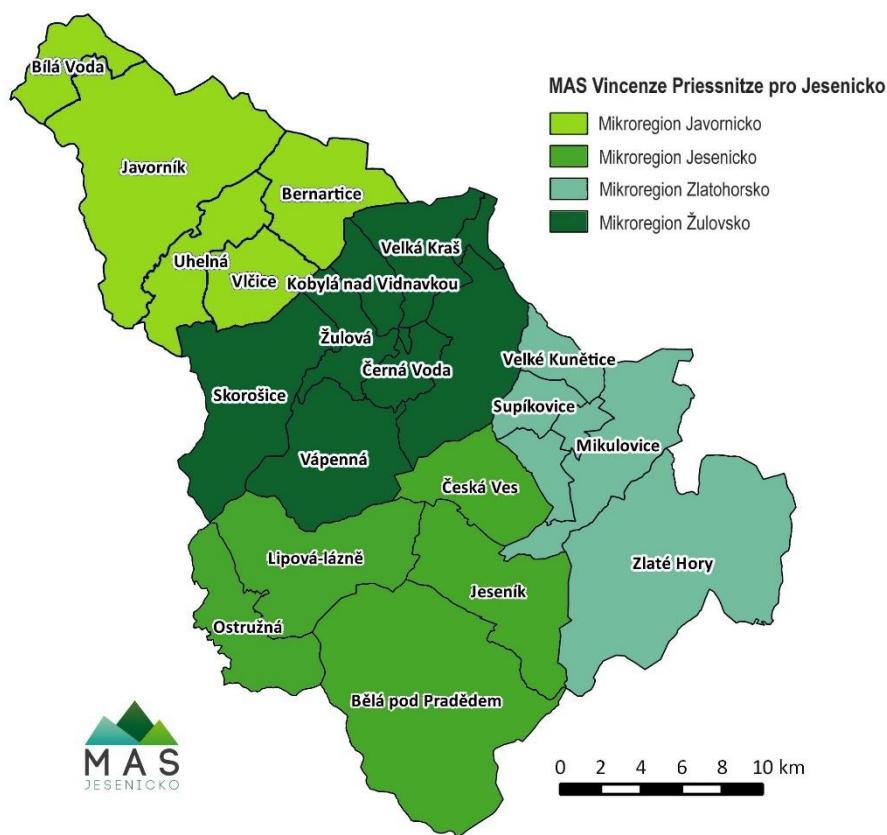 MAS Vincenze Priessnitze pro Jesenicko
Mikroregion Javornicko
Mikroregion Jesenicko
Mikroregion Zlatohorsko
Mikroregion Žulovsko
Bílá Voda
Javorník
Bernartice
Uhelná
Vlčice
Velká Kraš
Kobylá nad Vidnavkou
Žulová
Černá Voda
Skorošice
Vápenná
Velké Kunětice
Supíkovice
Mikulovice
Česká Ves
Zlaté Hory
Lipová-lázně
Jeseník
Ostružná
Bělá pod Pradědem
MAS
JESENICKO
0 2 4 6 8 10 km